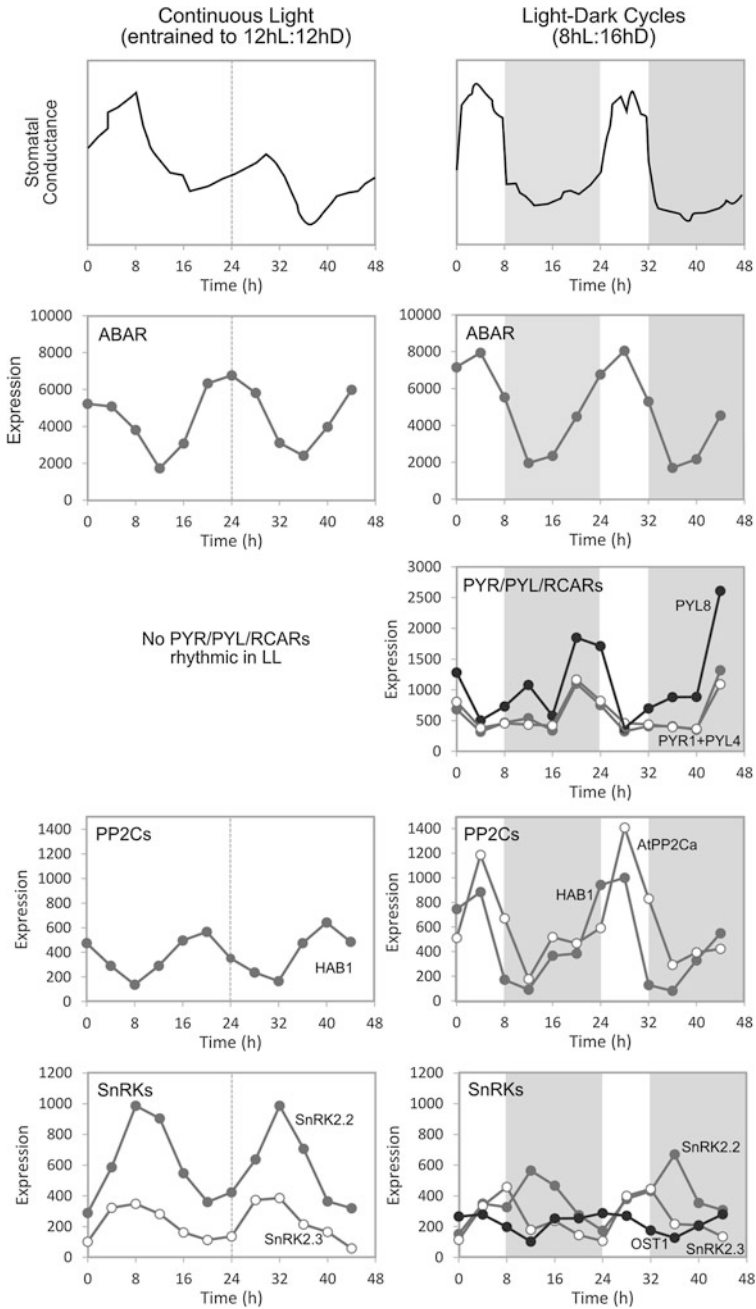 Continuous Light
(entrained to 12hL:12hD)
Light-Dark Cycles
(8hL:16hD)
Stomatal
Conductance
0 8 16 24 32 40 48
Time (h)
0 8 16 24 32 40 48
Time (h)
ABAR
Expression
10000
8000
6000
4000
2000
0
0 8 16 24 32 40 48
Time (h)
ABAR
10000
8000
6000
4000
2000
0
0 8 16 24 32 40 48
Time (h)
No PYR/PYL/RCARs
rhythmic in LL
PYR/PYL/RCARs
Expression
3000
2500
2000
1500
1000
500
0
PYL8
PYR1+PYL4
0 8 16 24 32 40 48
Time (h)
PP2Cs
Expression
1400
1200
1000
800
600
400
200
0
HAB1
0 8 16 24 32 40 48
Time (h)
PP2Cs
Expression
1400
1200
1000
800
600
400
200
0
AtPP2Ca
HAB1
0 8 16 24 32 40 48
Time (h)
SnRKs
Expression
1200
1000
800
600
400
200
0
SnRK2.2
SnRK2.3
0 8 16 24 32 40 48
Time (h)
SnRKs
Expression
1200
1000
800
600
400
200
0
SnRK2.2
OST1
SnRK2.3
0 8 16 24 32 40 48
Time (h)